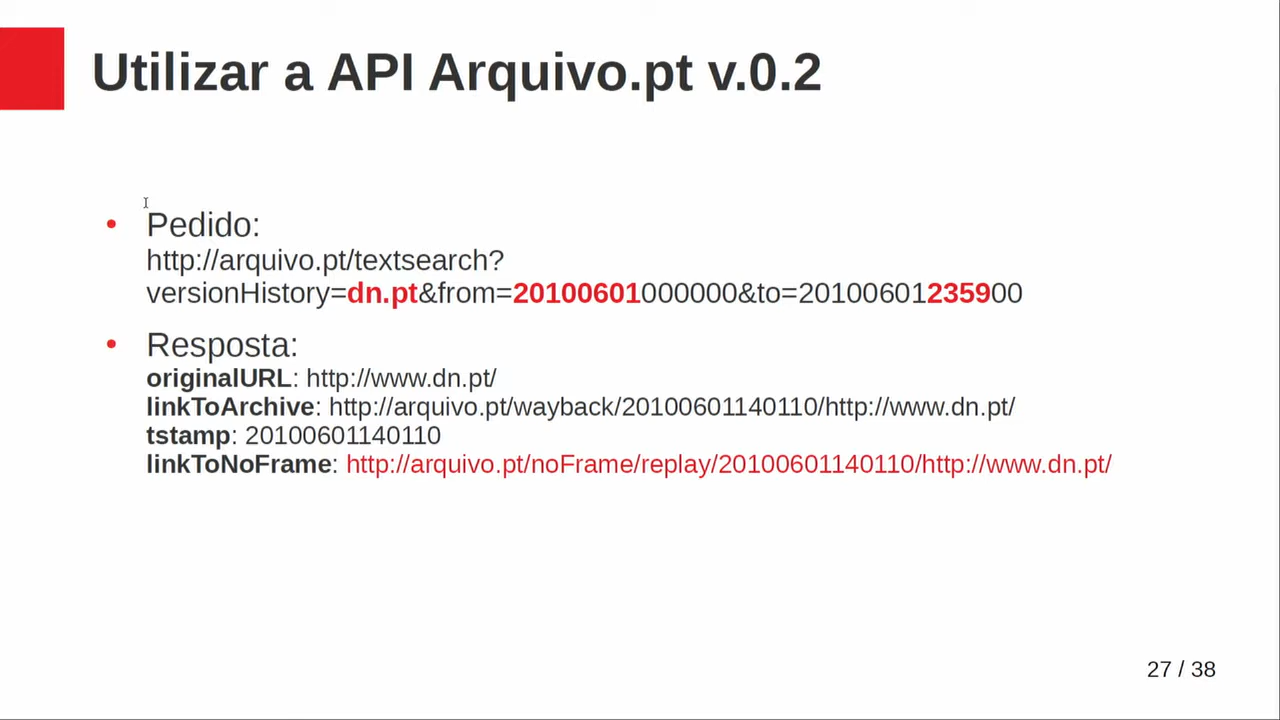 Utilizar a API Arquivo.pt v.0.2
• Pedido:
http://arquivo.pt/textsearch?
versionHistory=dn.pt&from=20100601000000&to=20100601235900
• Resposta:
originalURL: http://www.dn.pt/
linkToArchive: http://arquivo.pt/wayback/20100601140110/http://www.dn.pt/
tstamp: 20100601140110
linkToNoFrame: http://arquivo.pt/noFrame/replay/20100601140110/http://www.dn.pt/
27 / 38